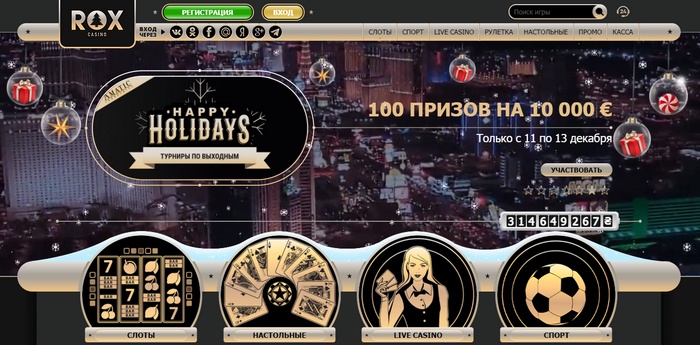 РЕГИСТРАЦИЯ
ВХОД
Поиск игры
24
ROX
CASINO
ВХОД
ЧЕРЕЗ
СЛОТЫ
СПОРТ
LIVE CASINO
РУЛЕТКА
НАСТОЛЬНЫЕ
ПРОМО
КАССА
AMATIC
HAPPY
HOLIDAYS
ТУРНИРЫ ПО ВЫХОДНЫМ
100 ПРИЗОВ НА 10 000 €
Только с 11 по 13 декабря
УЧАСТВОВАТЬ
314649267₴
СЛОТЫ
НАСТОЛЬНЫЕ
LIVE CASINO
СПОРТ